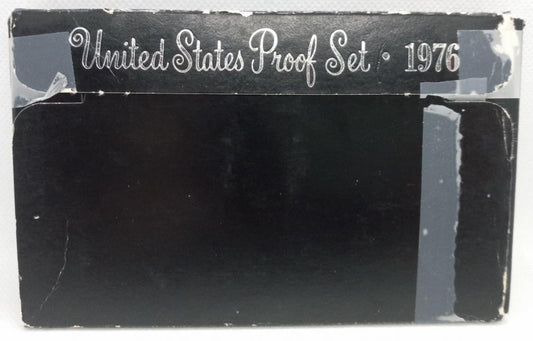 United States Proof Set • 1976